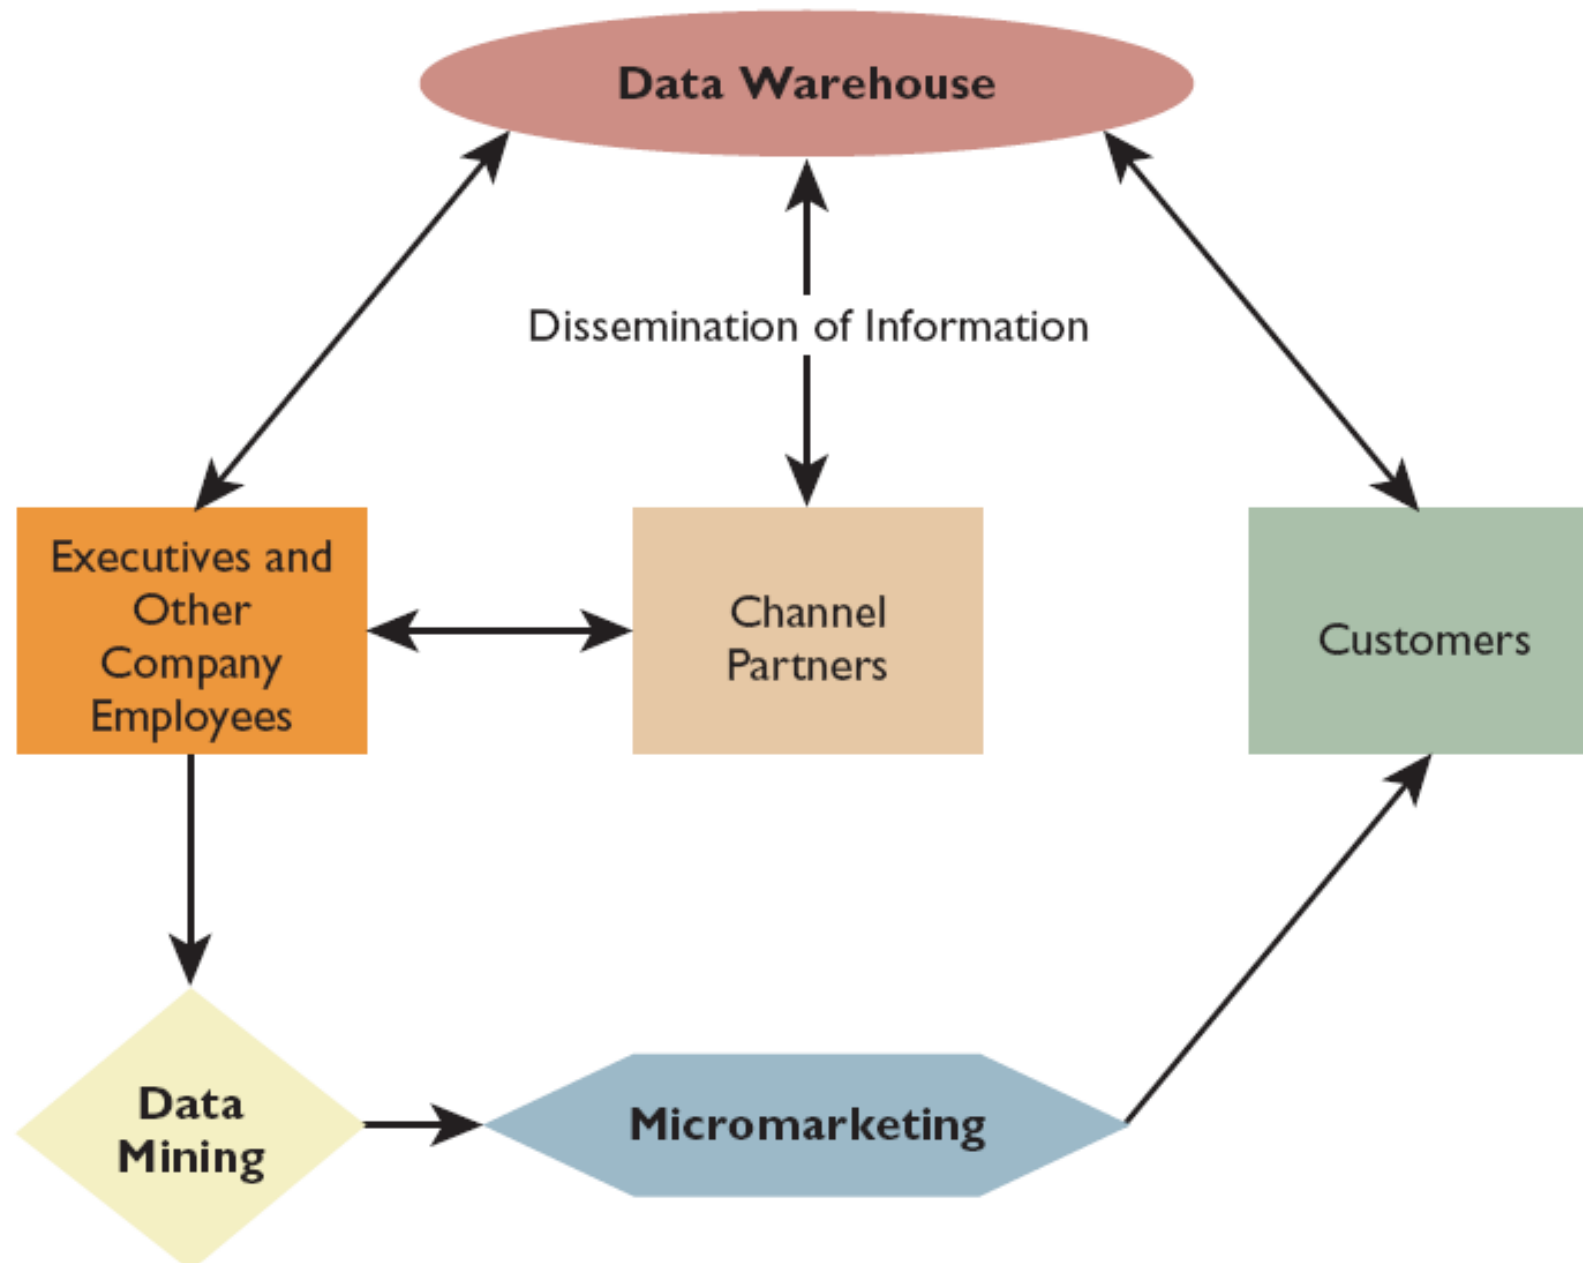 Data Warehouse
Dissemination of Information
Executives and
Other
Company
Employees
Channel
Partners
Customers
Data
Mining
Micromarketing